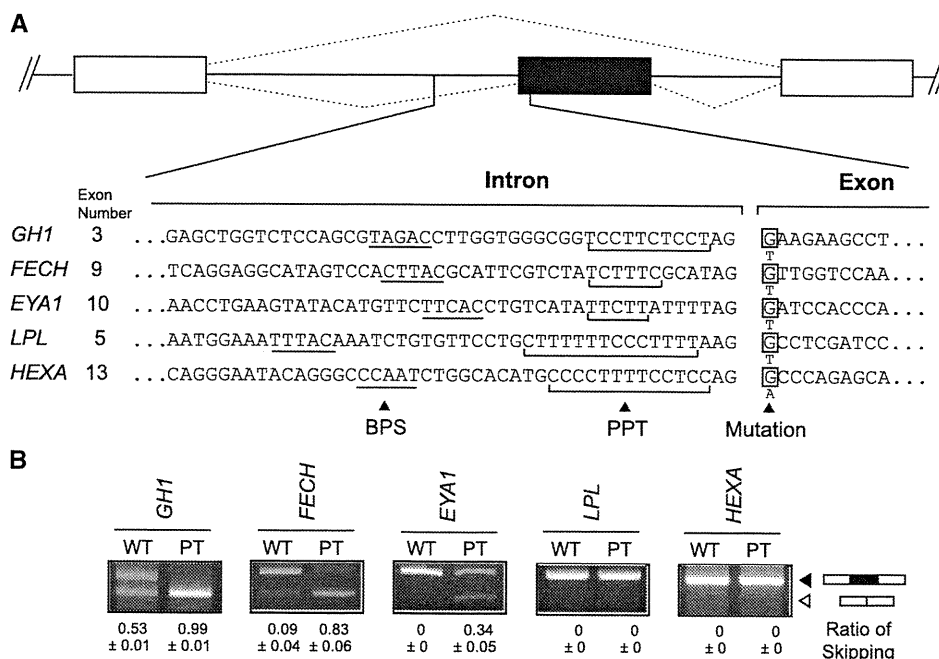 A
Intron
Exon
Exon
Number
GH1 3 ...GAGCTGGTCTCCAGCGTAGACCTTGGTGGGCGGTCCTTCTCCTAG GAAGAAGCCT...
T
FECH 9 ...TCAGGAGGCATAGTCCACTTACGCATTCGTCTATCTTTCGCATAG GTTGGTCCAA...
T
EYA1 10 ...AACCTGAAGTATACATGTTCTTCACCTGTCATATTCTTATTTTAG GATCCACCCA...
T
LPL 5 ...AATGGAAATTTACAAATCTGTGTTCCTGCTTTTTTCCCTTTTAAG GCCTCGATCC...
T
HEXA 13 ...CAGGGAATACAGGGCCCAATCTGGCACATGCCCCTTTTCCTCCAG GCCCAGAGCA...
A
BPS PPT Mutation
B
GH1 FECH EYA1 LPL HEXA
WT PT WT PT WT PT WT PT WT PT
0.53 0.99 0.09 0.83 0 0.34 0 0 0 0
± 0.01 ± 0.01 ± 0.04 ± 0.06 ± 0 ± 0.05 ± 0 ± 0 ± 0 ± 0
Ratio of
Skipping